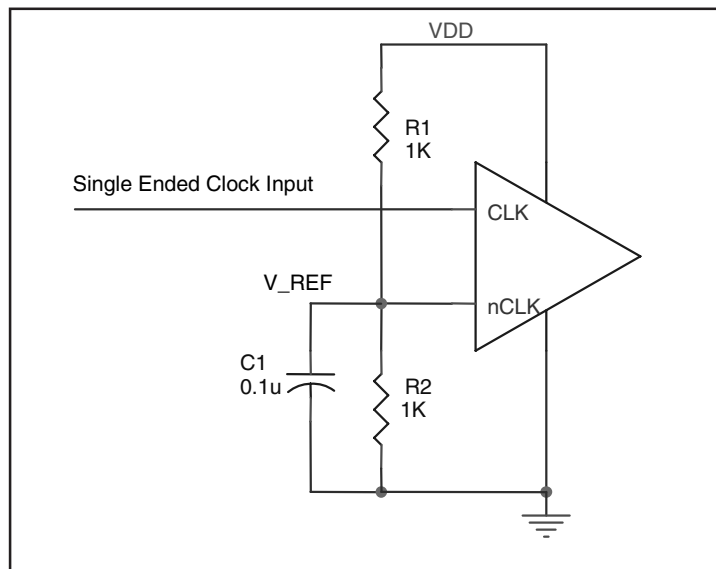 VDD
R1
1K
Single Ended Clock Input
CLK
V_REF
nCLK
C1
0.1u
R2
1K